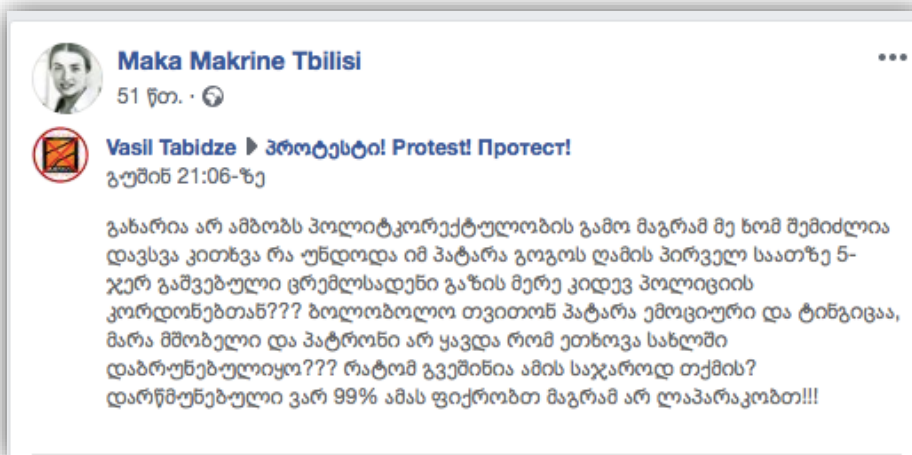 Maka Makrine Tbilisi
51 წთ. ·
Vasil Tabidze ▶ პროტესტი! Protest! Протест!
გუშინ 21:06-ზე
გახარია არ ამბობს პოლიტკორექტულობის გამო მაგრამ მე ხომ შემიძლია
დავსვა კითხვა რა უნდოდა იმ პატარა გოგოს ღამის პირველ საათზე 5-
ჯერ გაშვებული ცრემლსადენი გაზის მერე კიდევ პოლიციის
კორდონებთან??? ბოლობოლო თვითონ პატარა ემოციური და ტინგიცაა,
მარა მშობელი და პატრონი არ ყავდა რომ ეთხოვა სახლში
დაბრუნებულიყო??? რატომ გვეშინია ამის საჯაროდ თქმის?
დარწმუნებული ვარ 99% ამას ფიქრობთ მაგრამ არ ლაპარაკობთ!!!